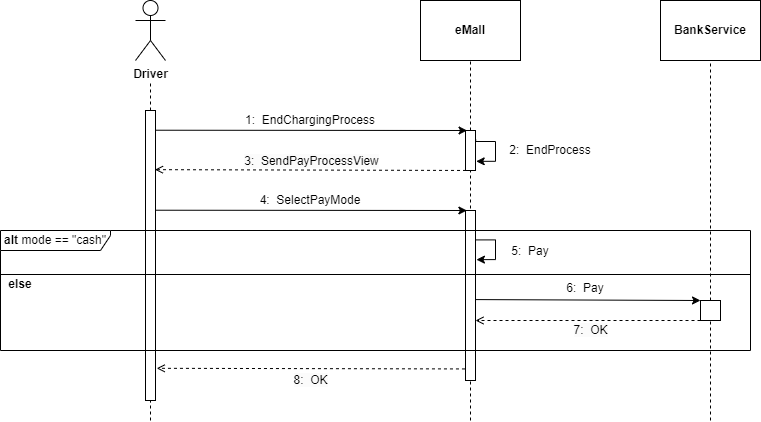 eMall
BankService
Driver
1: EndChargingProcess
2: EndProcess
3: SendPayProcessView
4: SelectPayMode
alt mode == "cash"
5: Pay
else
6: Pay
7: OK
8: OK